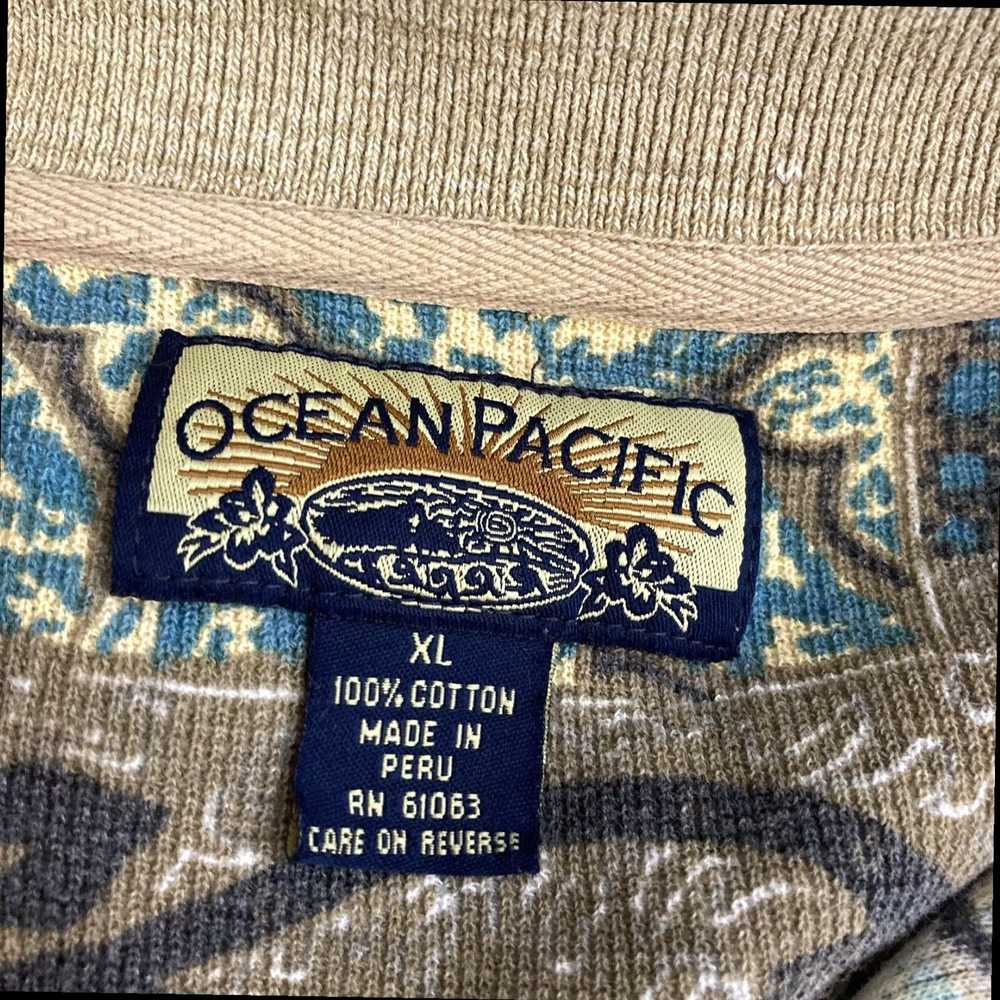 OCEAN PACIFIC
XL
100% COTTON
MADE IN
PERU
RN 61063
CARE ON REVERSE